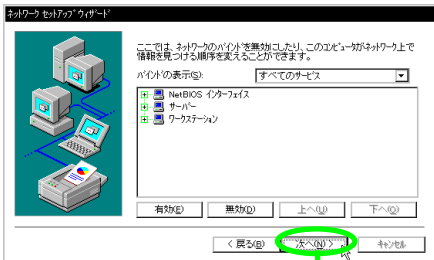 ネットワーク セットアップ ウィザード
ここでは、ネットワークのバインドを無効にしたり、このコンピュータがネットワーク上で
情報を見つける順序を変えることができます。
バインドの表示(S):
すべてのサービス
NetBIOS インターフェイス
サーバー
ワークステーション
有効(E)
無効(D)
上へ(U)
下へ(O)
< 戻る(B)
次へ(N) >
キャンセル